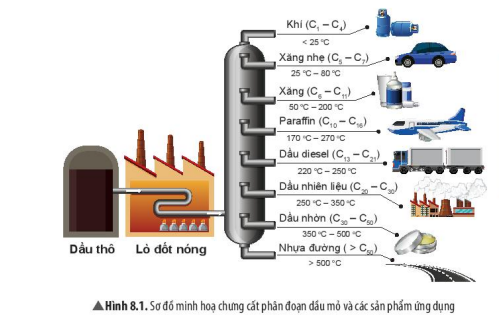 Khí (C₁ – C₄)
< 25 °C
Xăng nhẹ (C₅ – C₇)
25 °C – 80 °C
Xăng (C₆ – C₁₁)
50 °C – 200 °C
Paraffin (C₁₀ – C₁₆)
170 °C – 270 °C
Dầu diesel (C₁₃ – C₂₁)
220 °C – 250 °C
Dầu nhiên liệu (C₂₀ – C₃₀)
250 °C – 350 °C
Dầu nhờn (C₃₀ – C₅₀)
350 °C – 500 °C
Nhựa đường ( > C₅₀)
> 500 °C
Dầu thô
Lò đốt nóng
▲Hình 8.1. Sơ đồ minh hoạ chưng cất phân đoạn dầu mỏ và các sản phẩm ứng dụng